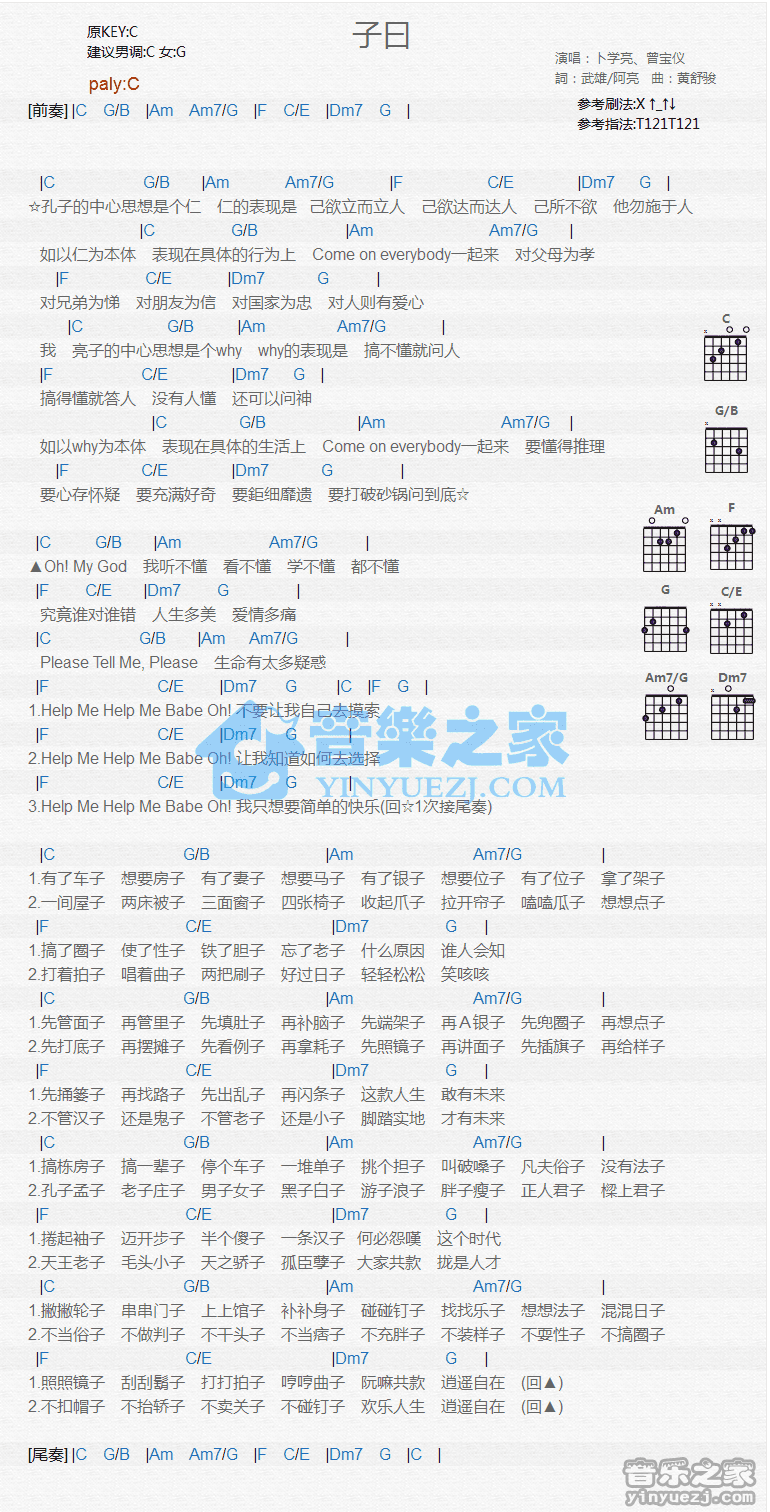 子曰
原KEY:C
建议男调:C 女:G
演唱：卜学亮、曾宝仪
詞：武雄/阿亮　曲：黄舒骏
paly:C
参考刷法:X ↑_↑↓
参考指法:T121T121
[前奏] |C G/B |Am Am7/G |F C/E |Dm7 G |
|C G/B |Am Am7/G |F C/E |Dm7 G |
☆孔子的中心思想是个仁　仁的表现是　己欲立而立人　己欲达而达人　己所不欲　他勿施于人
|C G/B |Am Am7/G |
如以仁为本体　表现在具体的行为上　Come on everybody一起来　对父母为孝
|F C/E |Dm7 G |
对兄弟为悌　对朋友为信　对国家为忠　对人则有爱心
|C G/B |Am Am7/G |
我　亮子的中心思想是个why　why的表现是　搞不懂就问人
|F C/E |Dm7 G |
搞得懂就答人　没有人懂　还可以问神
|C G/B |Am Am7/G |
如以why为本体　表现在具体的生活上　Come on everybody一起来　要懂得推理
|F C/E |Dm7 G |
要心存怀疑　要充满好奇　要鉅细靡遗　要打破砂锅问到底☆
|C G/B |Am Am7/G |
▲Oh! My God　我听不懂　看不懂　学不懂　都不懂
|F C/E |Dm7 G |
究竟谁对谁错　人生多美　爱情多痛
|C G/B |Am Am7/G |
Please Tell Me, Please　生命有太多疑惑
|F C/E |Dm7 G |C |F G |
1.Help Me Help Me Babe Oh! 不要让我自己去摸索
|F C/E |Dm7 G |
2.Help Me Help Me Babe Oh! 让我知道如何去选择
|F C/E |Dm7 G |
3.Help Me Help Me Babe Oh! 我只想要简单的快乐(回☆1次接尾奏)
|C G/B |Am Am7/G |
1.有了车子　想要房子　有了妻子　想要马子　有了银子　想要位子　有了位子　拿了架子
2.一间屋子　两床被子　三面窗子　四张椅子　收起爪子　拉开帘子　嗑嗑瓜子　想想点子
|F C/E |Dm7 G |
1.搞了圈子　使了性子　铁了胆子　忘了老子　什么原因　谁人会知
2.打着拍子　唱着曲子　两把刷子　好过日子　轻轻松松　笑咳咳
|C G/B |Am Am7/G |
1.先管面子　再管里子　先填肚子　再补脑子　先端架子　再Ａ银子　先兜圈子　再想点子
2.先打底子　再摆摊子　先看例子　再拿耗子　先照镜子　再讲面子　先插旗子　再给样子
|F C/E |Dm7 G |
1.先捅篓子　再找路子　先出乱子　再闪条子　这款人生　敢有未来
2.不管汉子　还是鬼子　不管老子　还是小子　脚踏实地　才有未来
|C G/B |Am Am7/G |
1.搞栋房子　搞一辈子　停个车子　一堆单子　挑个担子　叫破嗓子　凡夫俗子　没有法子
2.孔子孟子　老子庄子　男子女子　黑子白子　游子浪子　胖子瘦子　正人君子　樑上君子
|F C/E |Dm7 G |
1.捲起袖子　迈开步子　半个傻子　一条汉子　何必怨嘆　这个时代
2.天王老子　毛头小子　天之骄子　孤臣孽子　大家共款　拢是人才
|C G/B |Am Am7/G |
1.撇撇轮子　串串门子　上上馆子　补补身子　碰碰钉子　找找乐子　想想法子　混混日子
2.不当俗子　不做判子　不干头子　不当痞子　不充胖子　不装样子　不耍性子　不搞圈子
|F C/E |Dm7 G |
1.照照镜子　刮刮鬍子　打打拍子　哼哼曲子　阮嘛共款　逍遥自在　(回▲)
2.不扣帽子　不抬轿子　不卖关子　不碰钉子　欢乐人生　逍遥自在　(回▲)
[尾奏] |C G/B |Am Am7/G |F C/E |Dm7 G |C |
C
G/B
Am
F
G
C/E
Am7/G
Dm7
音樂之家
YINYUEZJ.COM
音乐之家
yinyuezj.com